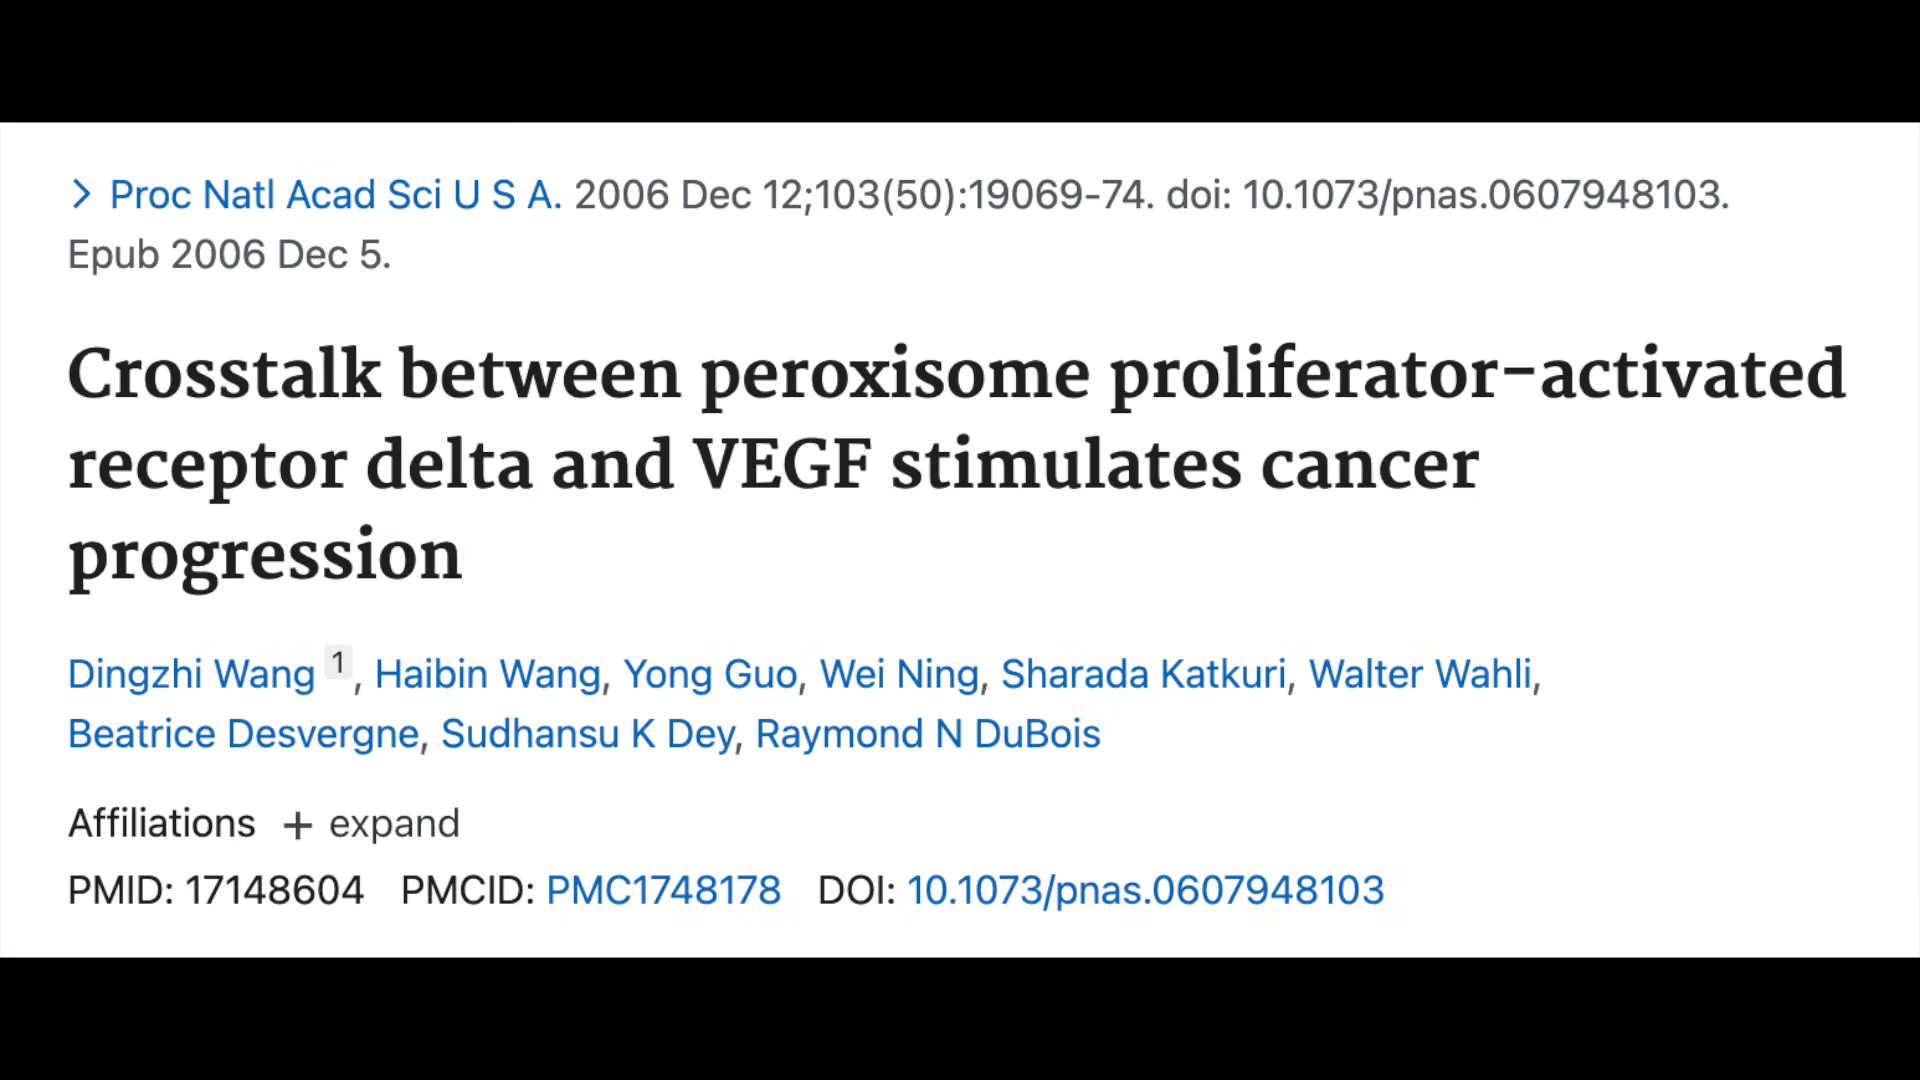 > Proc Natl Acad Sci U S A. 2006 Dec 12;103(50):19069-74. doi: 10.1073/pnas.0607948103.
Epub 2006 Dec 5.
Crosstalk between peroxisome proliferator-activated
receptor delta and VEGF stimulates cancer
progression
Dingzhi Wang 1, Haibin Wang, Yong Guo, Wei Ning, Sharada Katkuri, Walter Wahli,
Beatrice Desvergne, Sudhansu K Dey, Raymond N DuBois
Affiliations + expand
PMID: 17148604 PMCID: PMC1748178 DOI: 10.1073/pnas.0607948103